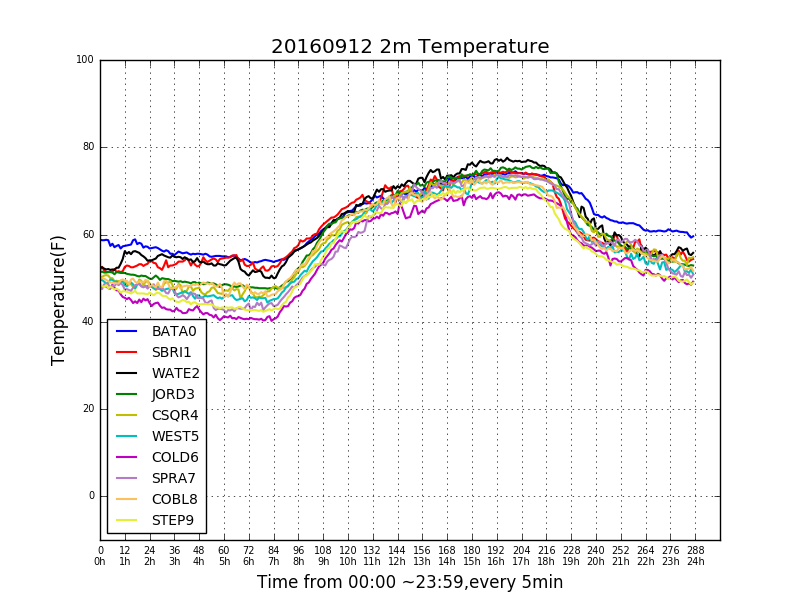 20160912 2m Temperature
100
80
60
40
20
0
Temperature(F)
BATA0
SBRI1
WATE2
JORD3
CSQR4
WEST5
COLD6
SPRA7
COBL8
STEP9
0 12 24 36 48 60 72 84 96 108 120 132 144 156 168 180 192 204 216 228 240 252 264 276 288
0h 1h 2h 3h 4h 5h 6h 7h 8h 9h 10h 11h 12h 13h 14h 15h 16h 17h 18h 19h 20h 21h 22h 23h 24h
Time from 00:00 ~23:59,every 5min